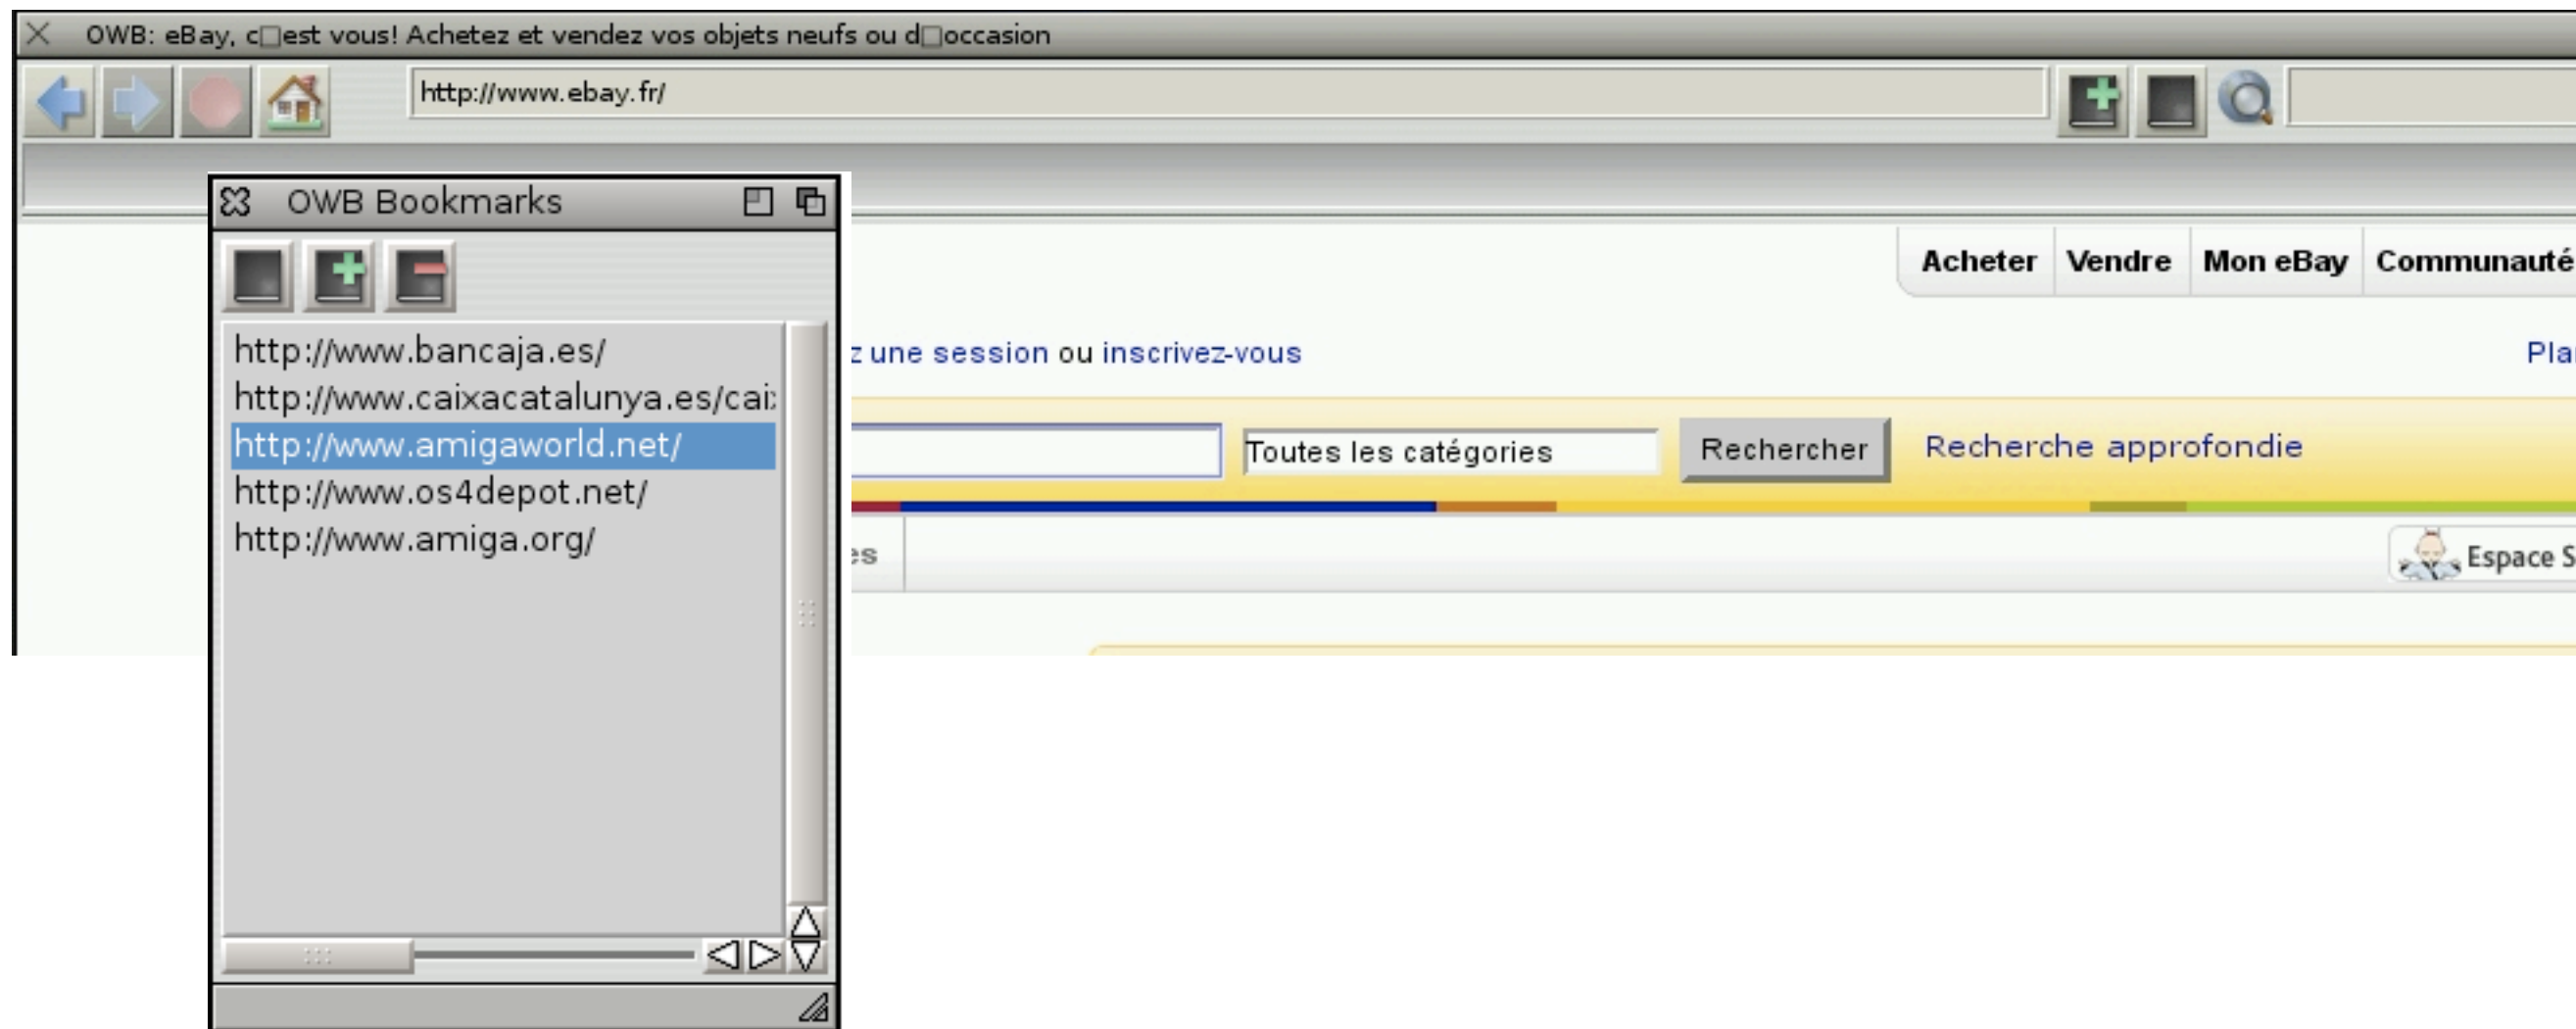 OWB: eBay, c□est vous! Achetez et vendez vos objets neufs ou d□occasion
http://www.ebay.fr/
OWB Bookmarks
http://www.bancaja.es/
http://www.caixacatalunya.es/cai
http://www.amigaworld.net/
http://www.os4depot.net/
http://www.amiga.org/
Acheter Vendre Mon eBay Communauté
une session ou inscrivez-vous
Toutes les catégories Rechercher Recherche approfondie
Espace